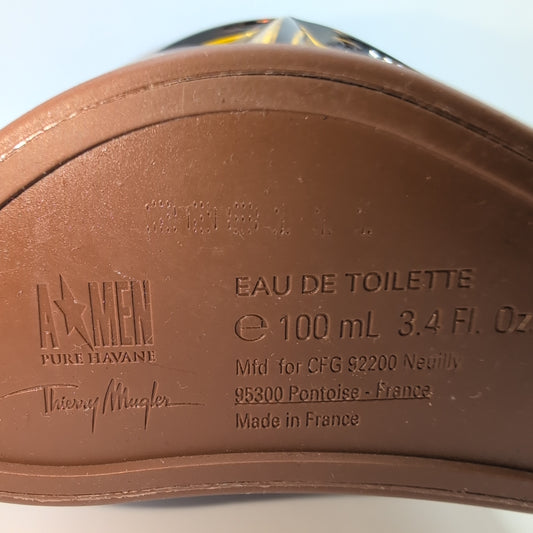 A★MEN
PURE HAVANE
Thierry Mugler
EAU DE TOILETTE
℮ 100 mL 3.4 Fl. Oz
Mfd for CFG 92200 Neuilly
95300 Pontoise - France
Made in France